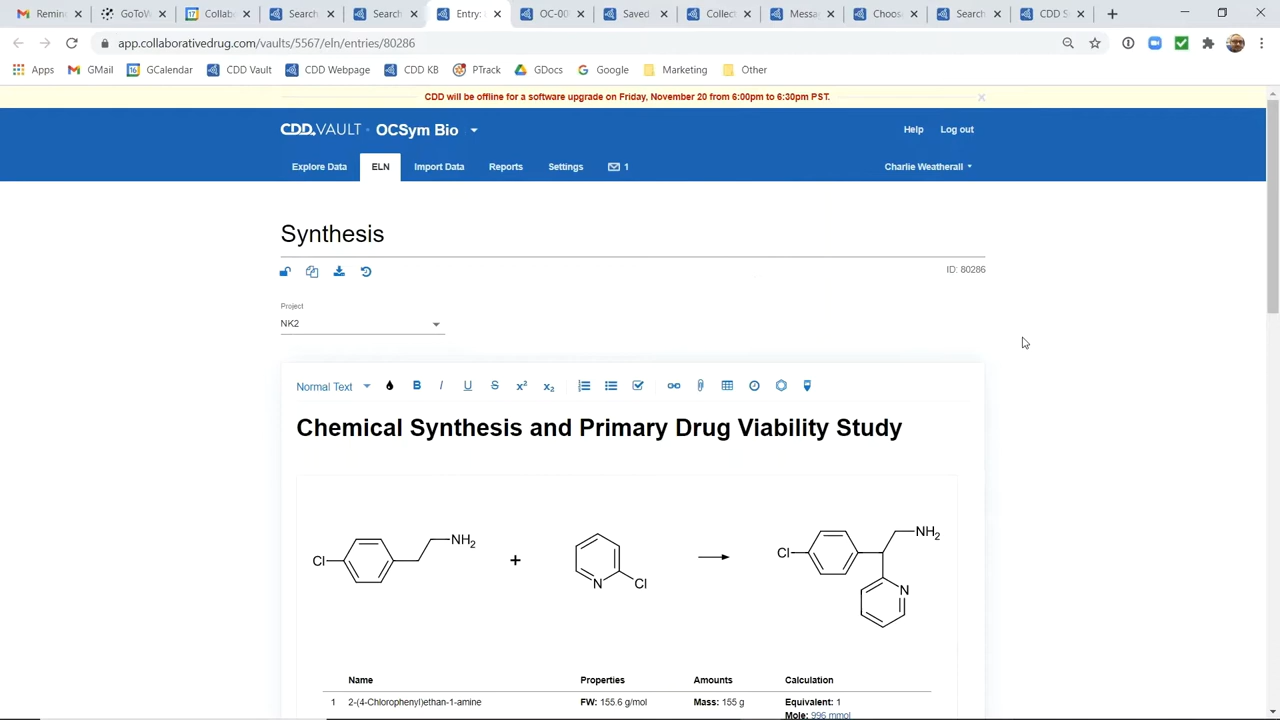 Remin
GoToW
Collab
Search
Search
Entry:
OC-00
Saved
Collect
Messa
Choos
Search
CDD S
app.collaborativedrug.com/vaults/5567/eln/entries/80286
Apps
GMail
GCalendar
CDD Vault
CDD Webpage
CDD KB
PTrack
GDocs
Google
Marketing
Other
CDD will be offline for a software upgrade on Friday, November 20 from 6:00pm to 6:30pm PST.
CDD.VAULT · OCSym Bio
Help
Log out
Explore Data
ELN
Import Data
Reports
Settings
1
Charlie Weatherall
Synthesis
ID: 80286
Project
NK2
Normal Text
B I U S x² x₂
Chemical Synthesis and Primary Drug Viability Study
Cl NH₂ + N Cl Cl NH₂ N
Name Properties Amounts Calculation
1 2-(4-Chlorophenyl)ethan-1-amine FW: 155.6 g/mol Mass: 155 g Equivalent: 1
Mole: 996 mmol